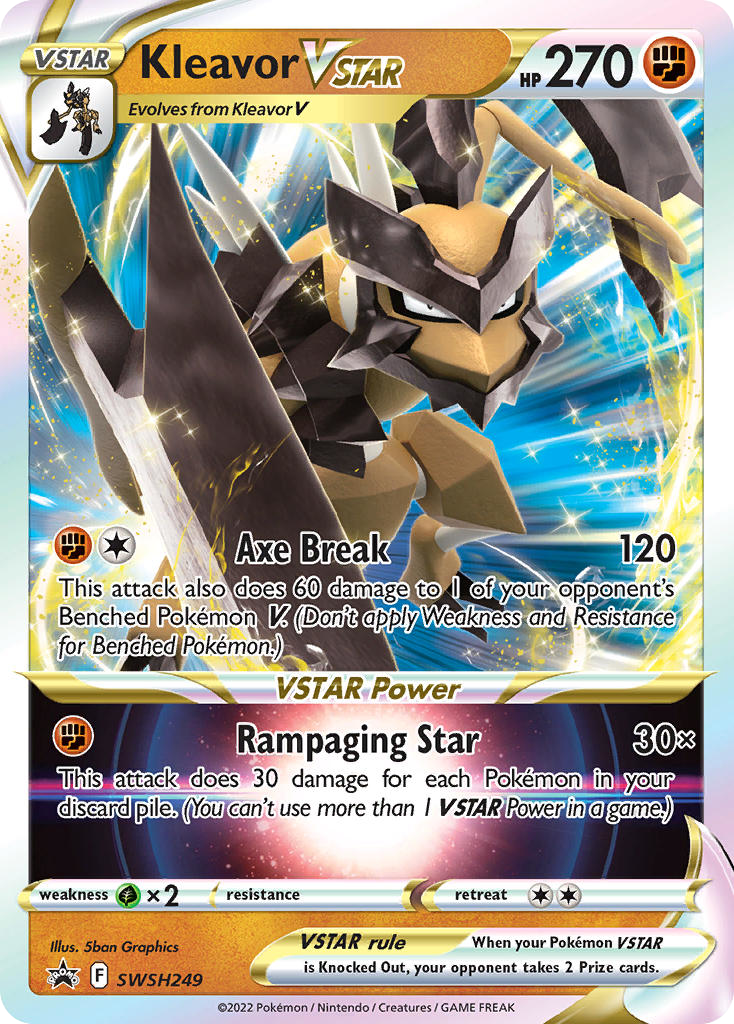 VSTAR
Kleavor VSTAR
HP 270
Evolves from Kleavor V
Axe Break 120
This attack also does 60 damage to 1 of your opponent's
Benched Pokémon V. (Don't apply Weakness and Resistance
for Benched Pokémon.)
VSTAR Power
Rampaging Star 30×
This attack does 30 damage for each Pokémon in your
discard pile. (You can't use more than 1 VSTAR Power in a game.)
weakness ×2 resistance retreat
Illus. 5ban Graphics
VSTAR rule When your Pokémon VSTAR
is Knocked Out, your opponent takes 2 Prize cards.
PROMO F SWSH249
©2022 Pokémon / Nintendo / Creatures / GAME FREAK